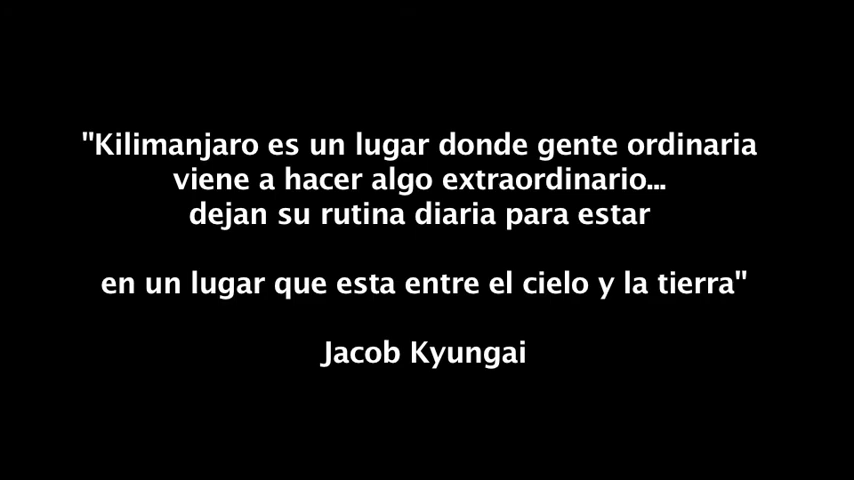 "Kilimanjaro es un lugar donde gente ordinaria
viene a hacer algo extraordinario...
dejan su rutina diaria para estar
en un lugar que esta entre el cielo y la tierra"
Jacob Kyungai